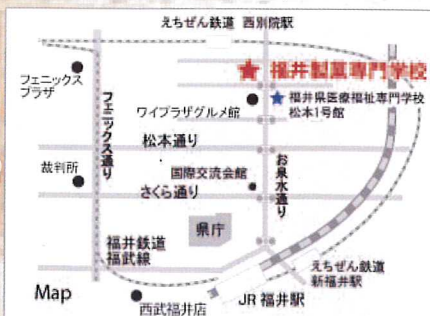 えちぜん鉄道 西別院駅
★ 福井製菓専門学校
フェニックス
プラザ
ワイプラザグルメ館
★ 福井県医療福祉専門学校
松本1号館
フェニックス通り
松本通り
お泉水通り
裁判所
国際交流会館
さくら通り
県庁
福井鉄道
福武線
えちぜん鉄道
新福井駅
Map
西武福井店
JR 福井駅